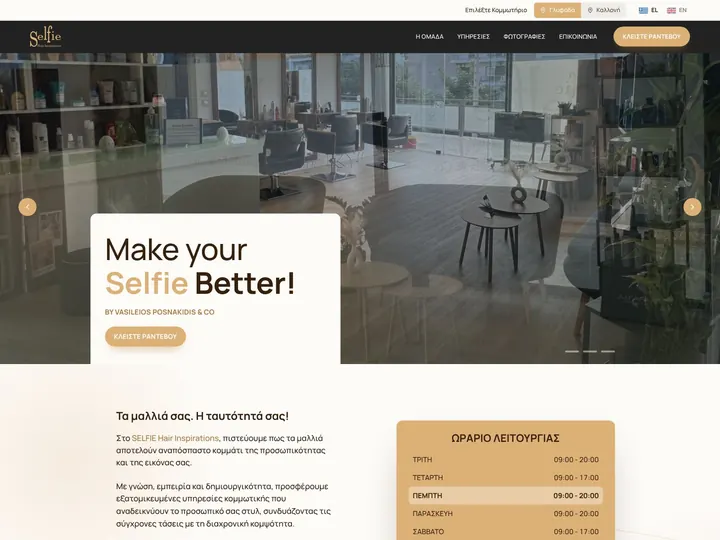 Επιλέξτε Κομμωτήριο
Γλυφάδα
Καλλονή
EL
EN
Selfie
Η ΟΜΑΔΑ
ΥΠΗΡΕΣΙΕΣ
ΦΩΤΟΓΡΑΦΙΕΣ
ΕΠΙΚΟΙΝΩΝΙΑ
ΚΛΕΙΣΤΕ ΡΑΝΤΕΒΟΥ
Make your
Selfie Better!
BY VASILEIOS POSNAKIDIS & CO
ΚΛΕΙΣΤΕ ΡΑΝΤΕΒΟΥ
Τα μαλλιά σας. Η ταυτότητά σας!
Στο SELFIE Hair Inspirations, πιστεύουμε πως τα μαλλιά
αποτελούν αναπόσπαστο κομμάτι της προσωπικότητας
και της εικόνας σας.
Με γνώση, εμπειρία και δημιουργικότητα, προσφέρουμε
εξατομικευμένες υπηρεσίες κομμωτικής που
αναδεικνύουν το προσωπικό σας στυλ, συνδυάζοντας τις
σύγχρονες τάσεις με τη διαχρονική κομψότητα.
ΩΡΑΡΙΟ ΛΕΙΤΟΥΡΓΙΑΣ
ΤΡΙΤΗ 09:00 - 20:00
ΤΕΤΑΡΤΗ 09:00 - 17:00
ΠΕΜΠΤΗ 09:00 - 20:00
ΠΑΡΑΣΚΕΥΗ 09:00 - 20:00
ΣΑΒΒΑΤΟ 09:00 - 17:00